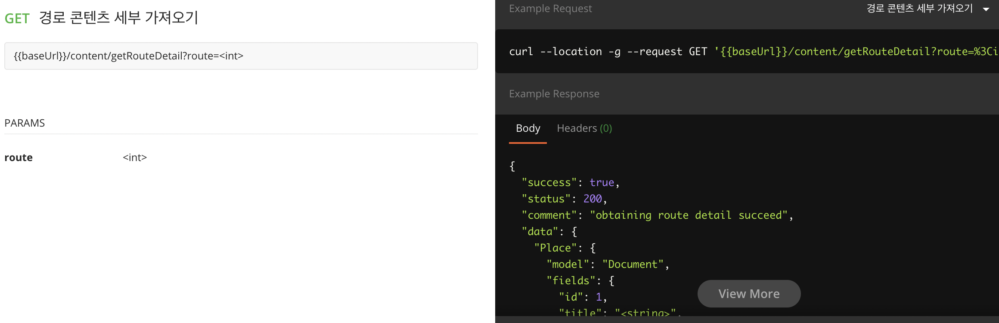 GET 경로 콘텐츠 세부 가져오기
{{baseUrl}}/content/getRouteDetail?route=<int>
PARAMS
route <int>
Example Request
경로 콘텐츠 세부 가져오기
curl --location -g --request GET '{{baseUrl}}/content/getRouteDetail?route=%3Ci
Example Response
Body Headers (0)
{
"success": true,
"status": 200,
"comment": "obtaining route detail succeed",
"data": {
"Place": {
"model": "Document",
"fields": {
"id": 1,
"title": "<string>",
View More